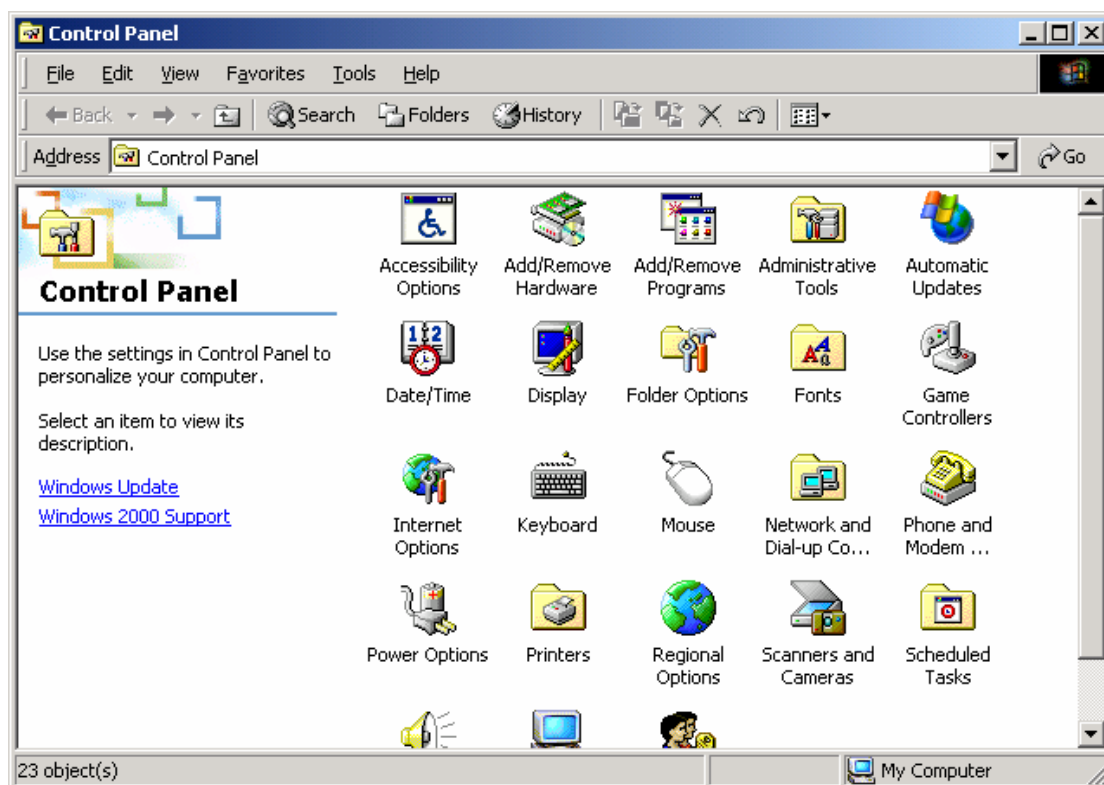 Control Panel
File Edit View Favorites Tools Help
Back Search Folders History
Address Control Panel Go
Control Panel
Use the settings in Control Panel to
personalize your computer.
Select an item to view its
description.
Windows Update
Windows 2000 Support
Accessibility
Options
Add/Remove
Hardware
Add/Remove
Programs
Administrative
Tools
Automatic
Updates
Date/Time
Display
Folder Options
Fonts
Game
Controllers
Internet
Options
Keyboard
Mouse
Network and
Dial-up Co...
Phone and
Modem ...
Power Options
Printers
Regional
Options
Scanners and
Cameras
Scheduled
Tasks
23 object(s)
My Computer